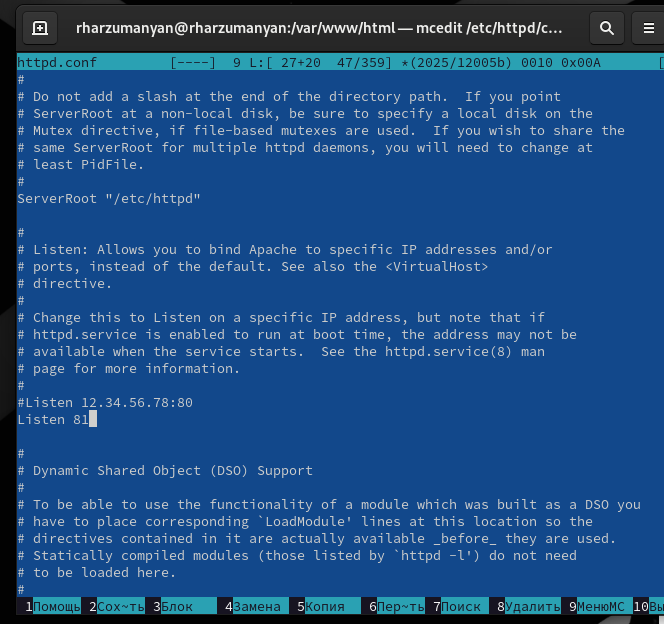 rharzumanyan@rharzumanyan:/var/www/html — mcedit /etc/httpd/c…
httpd.conf         [----]  9 L:[ 27+20  47/359] *(2025/12005b) 0010 0x00A       [
#
# Do not add a slash at the end of the directory path.  If you point
# ServerRoot at a non-local disk, be sure to specify a local disk on the
# Mutex directive, if file-based mutexes are used.  If you wish to share the
# same ServerRoot for multiple httpd daemons, you will need to change at
# least PidFile.
#
ServerRoot "/etc/httpd"
#
# Listen: Allows you to bind Apache to specific IP addresses and/or
# ports, instead of the default. See also the <VirtualHost>
# directive.
#
# Change this to Listen on a specific IP address, but note that if
# httpd.service is enabled to run at boot time, the address may not be
# available when the service starts.  See the httpd.service(8) man
# page for more information.
#
#Listen 12.34.56.78:80
Listen 81
#
# Dynamic Shared Object (DSO) Support
#
# To be able to use the functionality of a module which was built as a DSO you
# have to place corresponding `LoadModule' lines at this location so the
# directives contained in it are actually available _before_ they are used.
# Statically compiled modules (those listed by `httpd -l') do not need
# to be loaded here.
#
1Помощь 2Сох~ть 3Блок 4Замена 5Копия 6Пер~ть 7Поиск 8Удалить 9МенюMC 10Вы